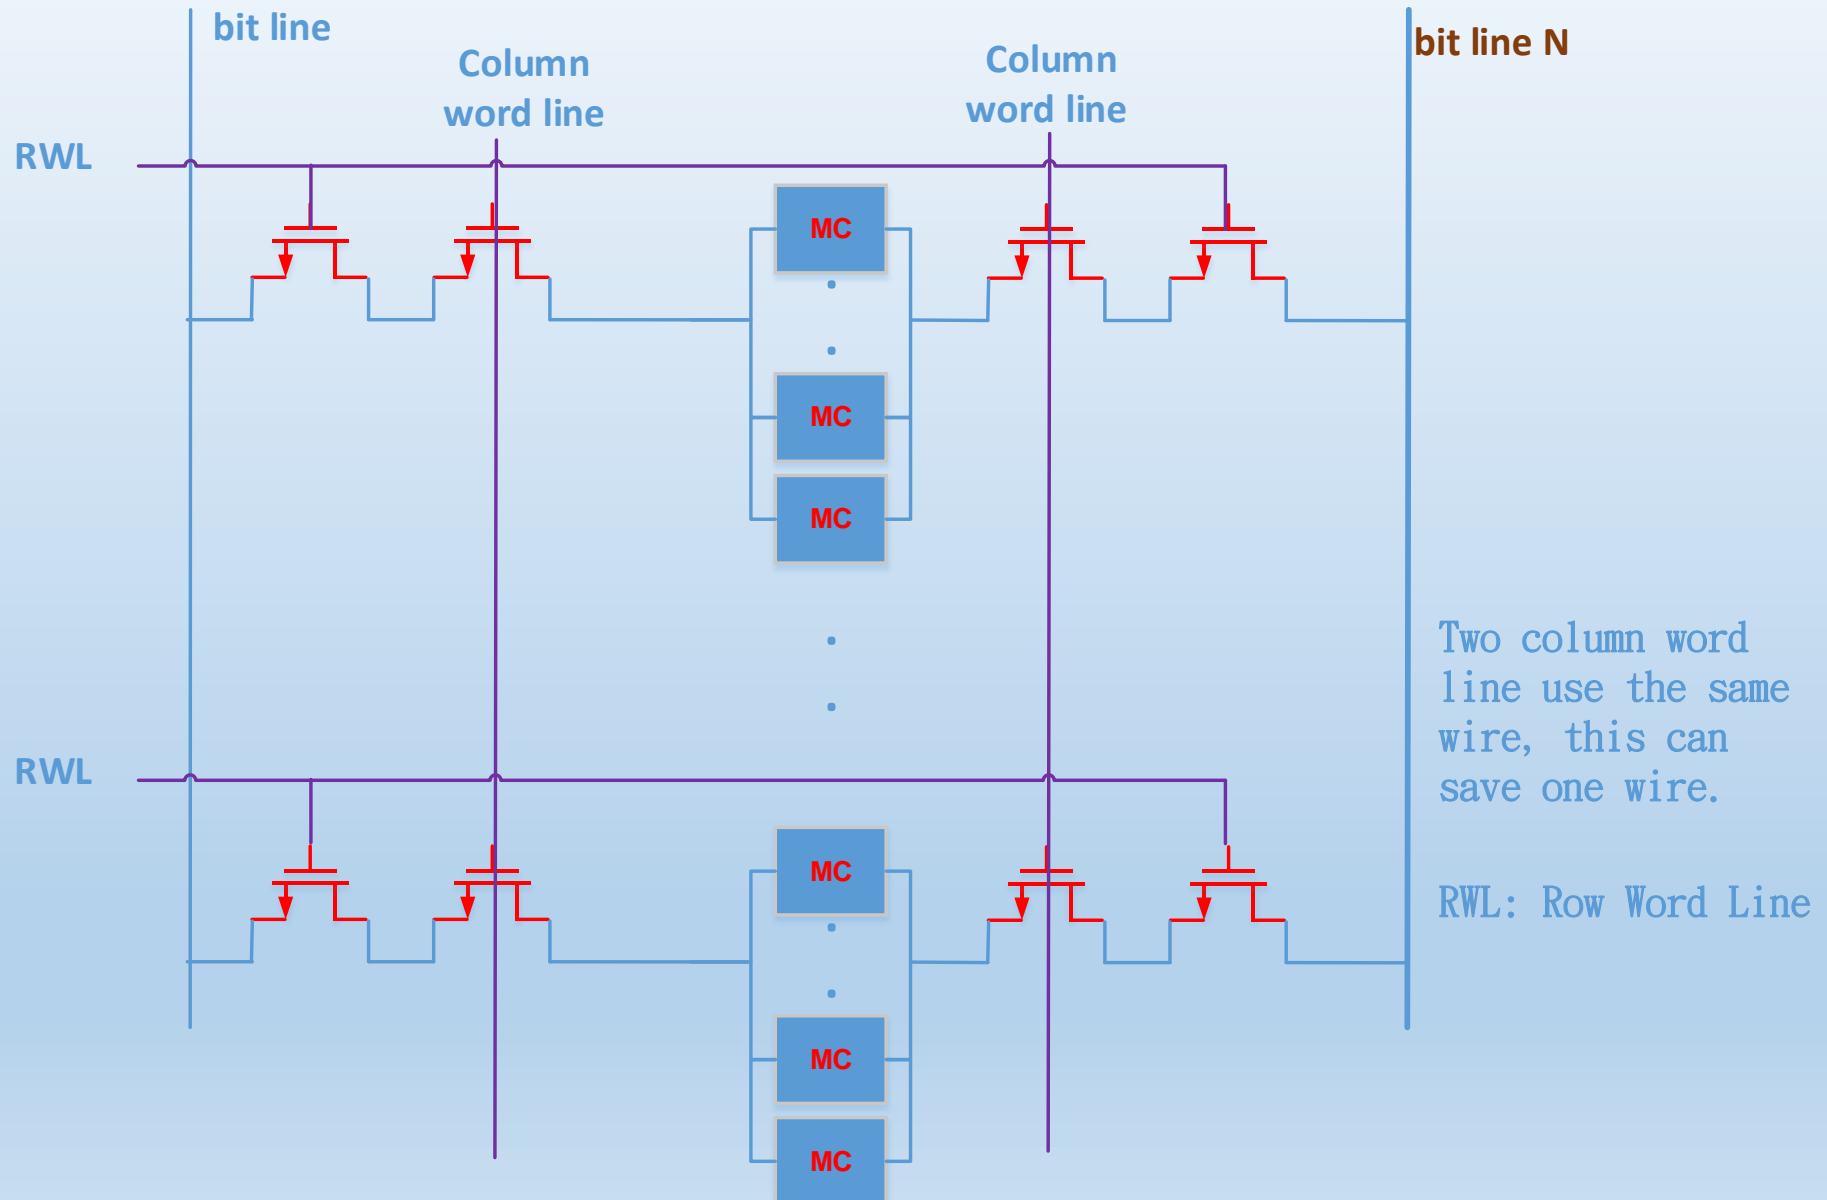 bit line
Column
word line
Column
word line
bit line N
RWL
MC
MC
MC
Two column word
line use the same
wire, this can
save one wire.
RWL
MC
RWL: Row Word Line
MC
MC